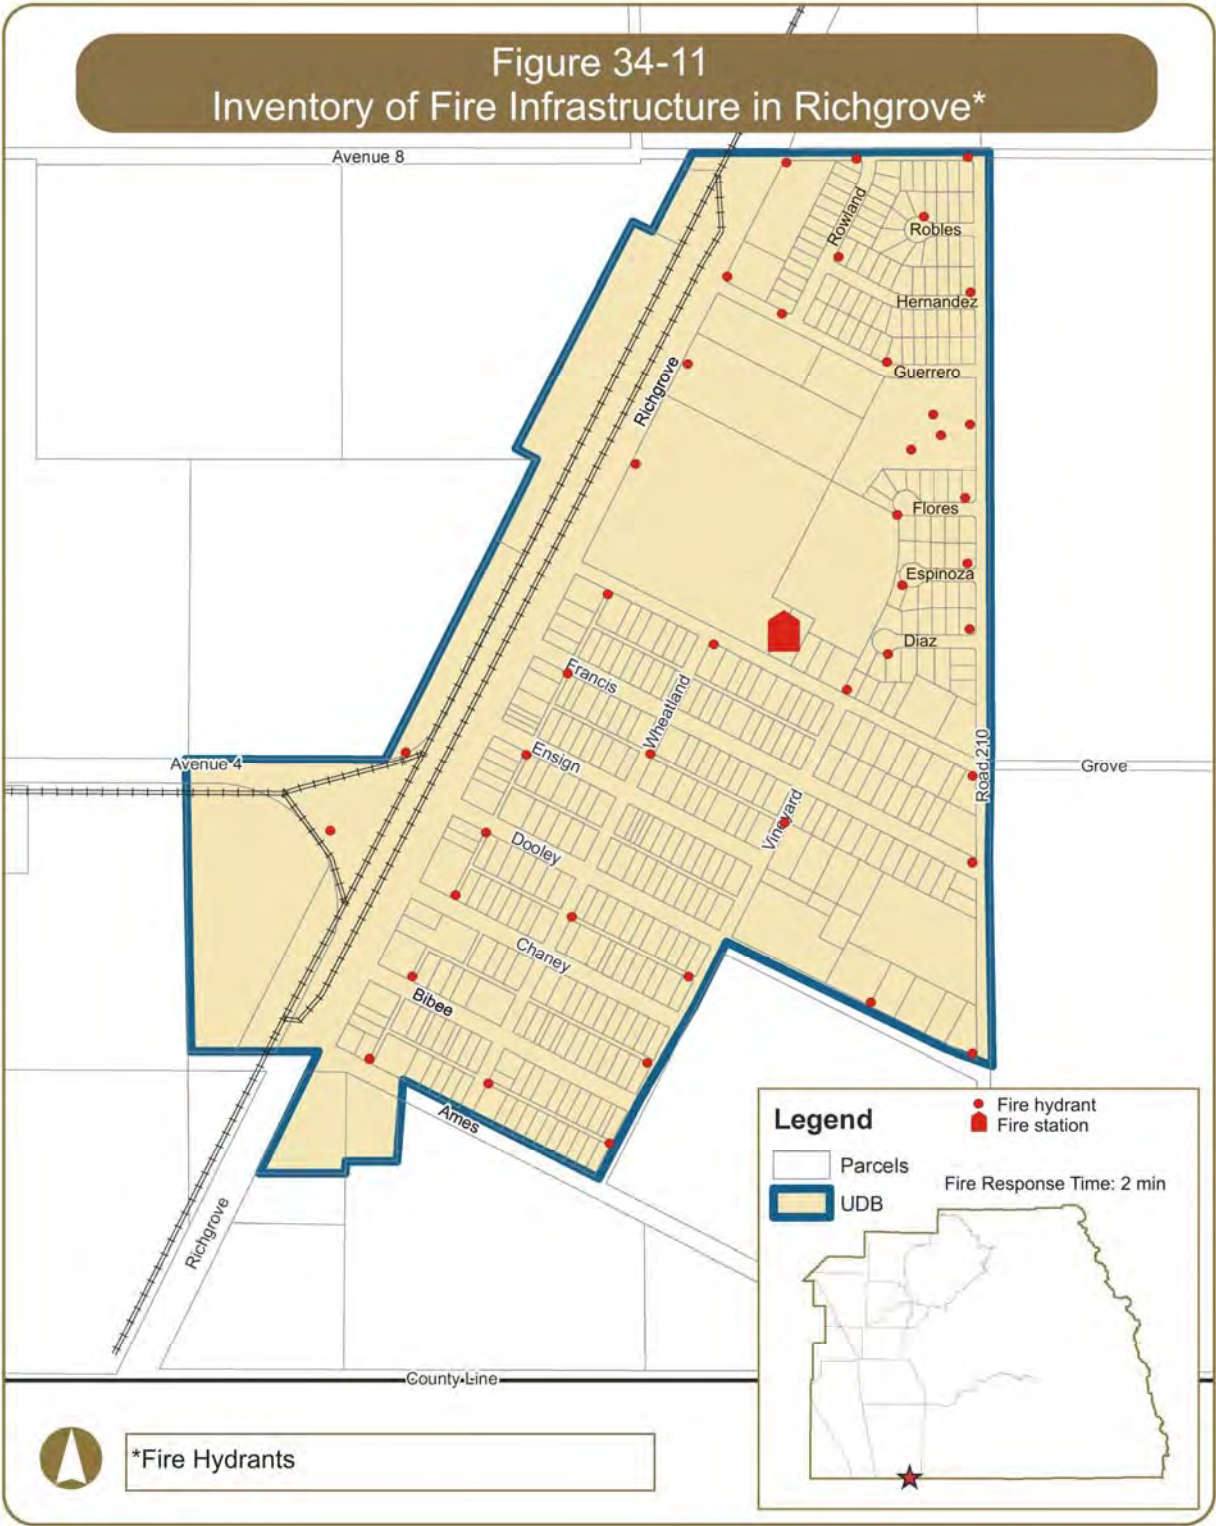 Figure 34-11
Inventory of Fire Infrastructure in Richgrove*
Avenue 8
Rowland
Robles
Hernandez
Guerrero
Richgrove
Flores
Espinoza
Diaz
Francis
Wheatland
Ensign
Vineyard
Road 210
Avenue 4
Grove
Dooley
Chaney
Bibee
Ames
Richgrove
County Line
Legend
Fire hydrant
Fire station
Parcels
UDB
Fire Response Time: 2 min
*Fire Hydrants